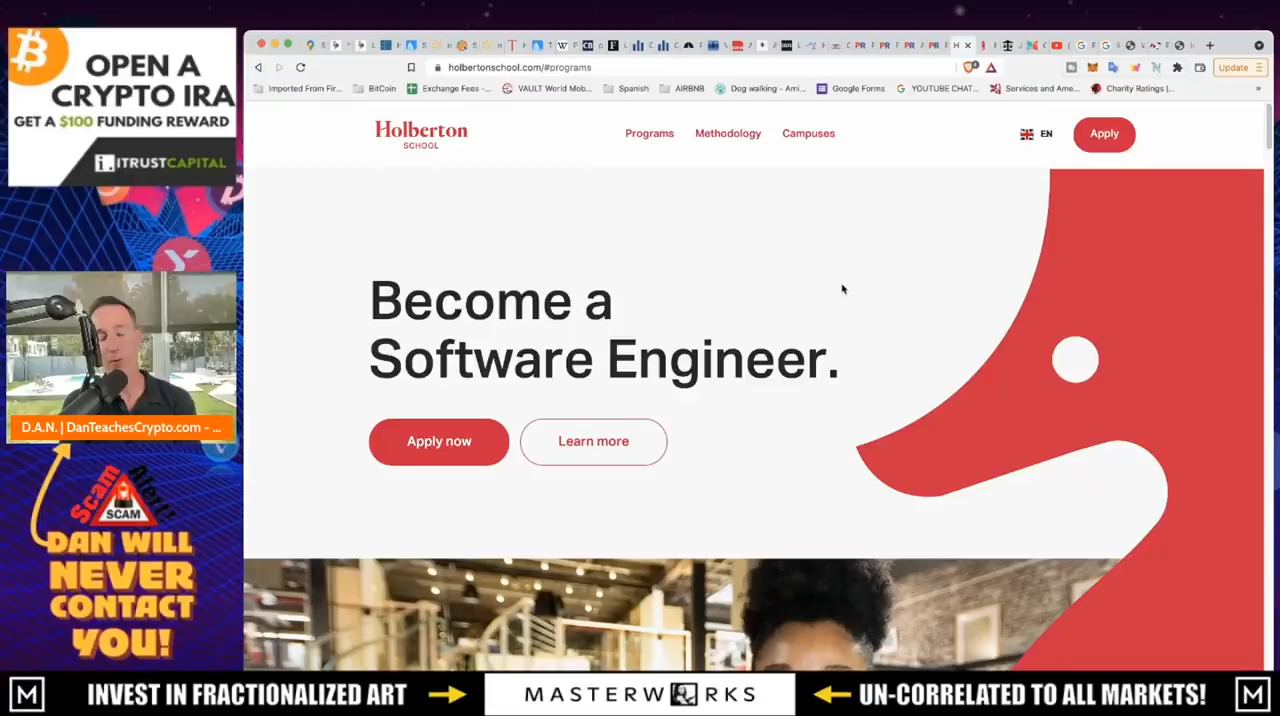 OPEN A
CRYPTO IRA
GET A $100 FUNDING REWARD
ITRUSTCAPITAL
D.A.N. | DanTeachesCrypto.com - ...
Scam Alert!
SCAM
DAN WILL
NEVER
CONTACT
YOU!
holbertonschool.com/#programs
Update
Imported From Fir...
BitCoin
Exchange Fees -...
VAULT World Mob...
Spanish
AIRBNB
Dog walking - Ami...
Google Forms
YOUTUBE CHAT...
Services and Ame...
Charity Ratings |...
Holberton
SCHOOL
Programs
Methodology
Campuses
EN
Apply
Become a
Software Engineer.
Apply now
Learn more
M
INVEST IN FRACTIONALIZED ART
MASTERWORKS
UN-CORRELATED TO ALL MARKETS!
M